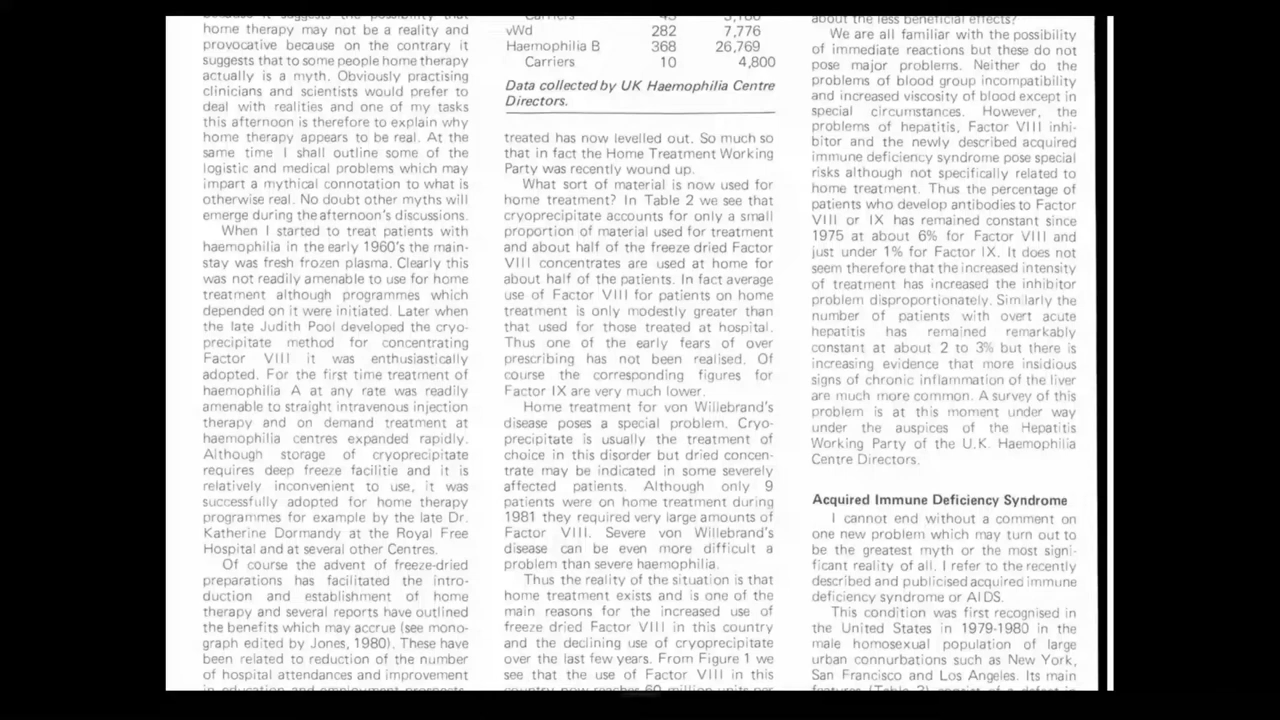 because it suggests the possibility that
home therapy may not be a reality and
provocative because on the contrary it
suggests that to some people home therapy
actually is a myth. Obviously practising
clinicians and scientists would prefer to
deal with realities and one of my tasks
this afternoon is therefore to explain why
home therapy appears to be real. At the
same time I shall outline some of the
logistic and medical problems which may
impart a mythical connotation to what is
otherwise real. No doubt other myths will
emerge during the afternoon's discussions.
When I started to treat patients with
haemophilia in the early 1960's the main-
stay was fresh frozen plasma. Clearly this
was not readily amenable to use for home
treatment although programmes which
depended on it were initiated. Later when
the late Judith Pool developed the cryo-
precipitate method for concentrating
Factor VIII it was enthusiastically
adopted. For the first time treatment of
haemophilia A at any rate was readily
amenable to straight intravenous injection
therapy and on demand treatment at
haemophilia centres expanded rapidly.
Although storage of cryoprecipitate
requires deep freeze facilitie and it is
relatively inconvenient to use, it was
successfully adopted for home therapy
programmes for example by the late Dr.
Katherine Dormandy at the Royal Free
Hospital and at several other Centres.
Of course the advent of freeze-dried
preparations has facilitated the intro-
duction and establishment of home
therapy and several reports have outlined
the benefits which may accrue (see mono-
graph edited by Jones, 1980). These have
been related to reduction of the number
of hospital attendances and improvement
in education and employment prospects.
Carriers
vWd 282 7,776
Haemophilia B 368 26,769
Carriers 10 4,800
Data collected by UK Haemophilia Centre
Directors.
treated has now levelled out. So much so
that in fact the Home Treatment Working
Party was recently wound up.
What sort of material is now used for
home treatment? In Table 2 we see that
cryoprecipitate accounts for only a small
proportion of material used for treatment
and about half of the freeze dried Factor
VIII concentrates are used at home for
about half of the patients. In fact average
use of Factor VIII for patients on home
treatment is only modestly greater than
that used for those treated at hospital.
Thus one of the early fears of over
prescribing has not been realised. Of
course the corresponding figures for
Factor IX are very much lower.
Home treatment for von Willebrand's
disease poses a special problem. Cryo-
precipitate is usually the treatment of
choice in this disorder but dried concen-
trate may be indicated in some severely
affected patients. Although only 9
patients were on home treatment during
1981 they required very large amounts of
Factor VIII. Severe von Willebrand's
disease can be even more difficult a
problem than severe haemophilia.
Thus the reality of the situation is that
home treatment exists and is one of the
main reasons for the increased use of
freeze dried Factor VIII in this country
and the declining use of cryoprecipitate
over the last few years. From Figure 1 we
see that the use of Factor VIII in this
country now reaches 60 million units per
about the less beneficial effects?
We are all familiar with the possibility
of immediate reactions but these do not
pose major problems. Neither do the
problems of blood group incompatibility
and increased viscosity of blood except in
special circumstances. However, the
problems of hepatitis, Factor VIII inhi-
bitor and the newly described acquired
immune deficiency syndrome pose special
risks although not specifically related to
home treatment. Thus the percentage of
patients who develop antibodies to Factor
VIII or IX has remained constant since
1975 at about 6% for Factor VIII and
just under 1% for Factor IX. It does not
seem therefore that the increased intensity
of treatment has increased the inhibitor
problem disproportionately. Similarly the
number of patients with overt acute
hepatitis has remained remarkably
constant at about 2 to 3% but there is
increasing evidence that more insidious
signs of chronic inflammation of the liver
are much more common. A survey of this
problem is at this moment under way
under the auspices of the Hepatitis
Working Party of the U.K. Haemophilia
Centre Directors.
Acquired Immune Deficiency Syndrome
I cannot end without a comment on
one new problem which may turn out to
be the greatest myth or the most signi-
ficant reality of all. I refer to the recently
described and publicised acquired immune
deficiency syndrome or AIDS.
This condition was first recognised in
the United States in 1979-1980 in the
male homosexual population of large
urban connurbations such as New York,
San Francisco and Los Angeles. Its main
features (Table 3) consist of a defect in